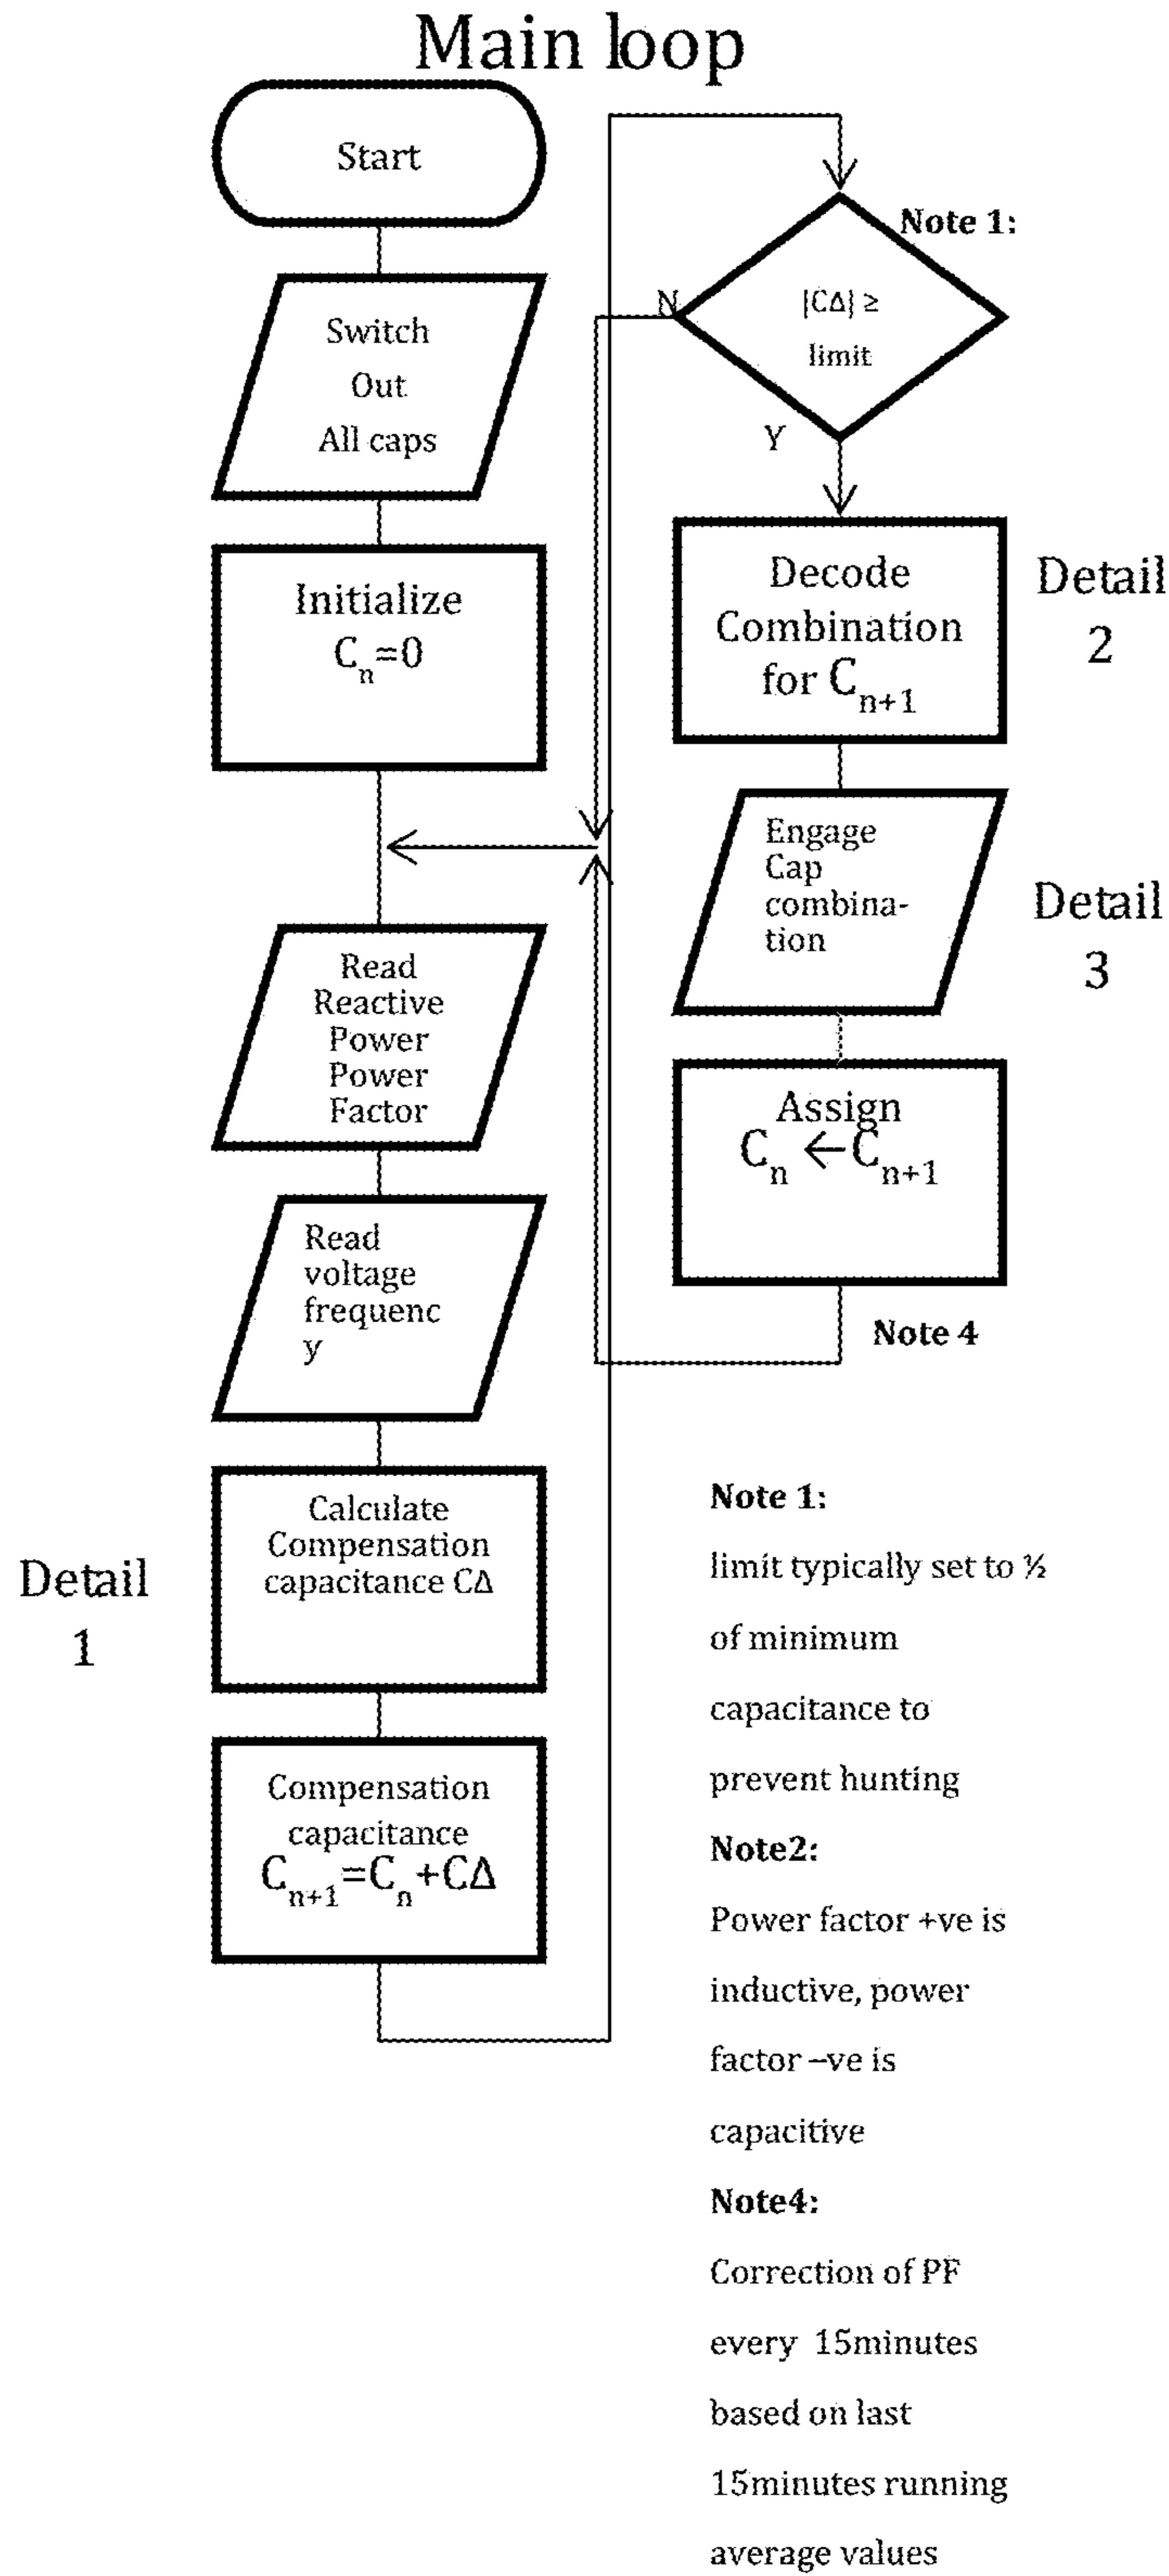 Main loop
Start
Switch
Out
All caps
Initialize
Cn=0
Read
Reactive
Power
Power
Factor
Read
voltage
frequenc
y
Detail
1
Calculate
Compensation
capacitance CΔ
Compensation
capacitance
Cn+1=Cn+CΔ
Note 1:
|CΔ| ≥
limit
N
Y
Decode
Combination
for Cn+1
Detail
2
Engage
Cap
combina-
tion
Detail
3
Assign
Cn ←Cn+1
Note 4
Note 1:
limit typically set to ½
of minimum
capacitance to
prevent hunting
Note2:
Power factor +ve is
inductive, power
factor –ve is
capacitive
Note4:
Correction of PF
every 15minutes
based on last
15minutes running
average values